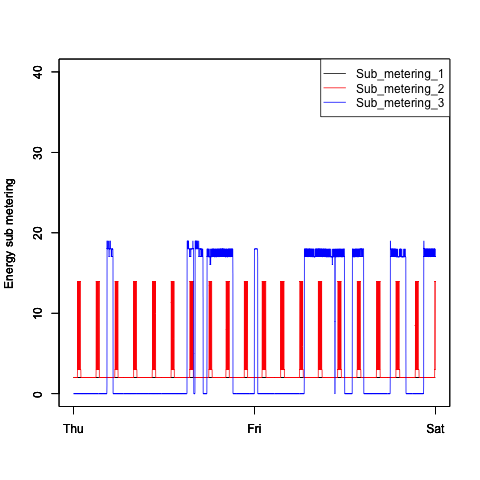 Sub_metering_1
Sub_metering_2
Sub_metering_3
Energy sub metering
40
30
20
10
0
Thu Fri Sat